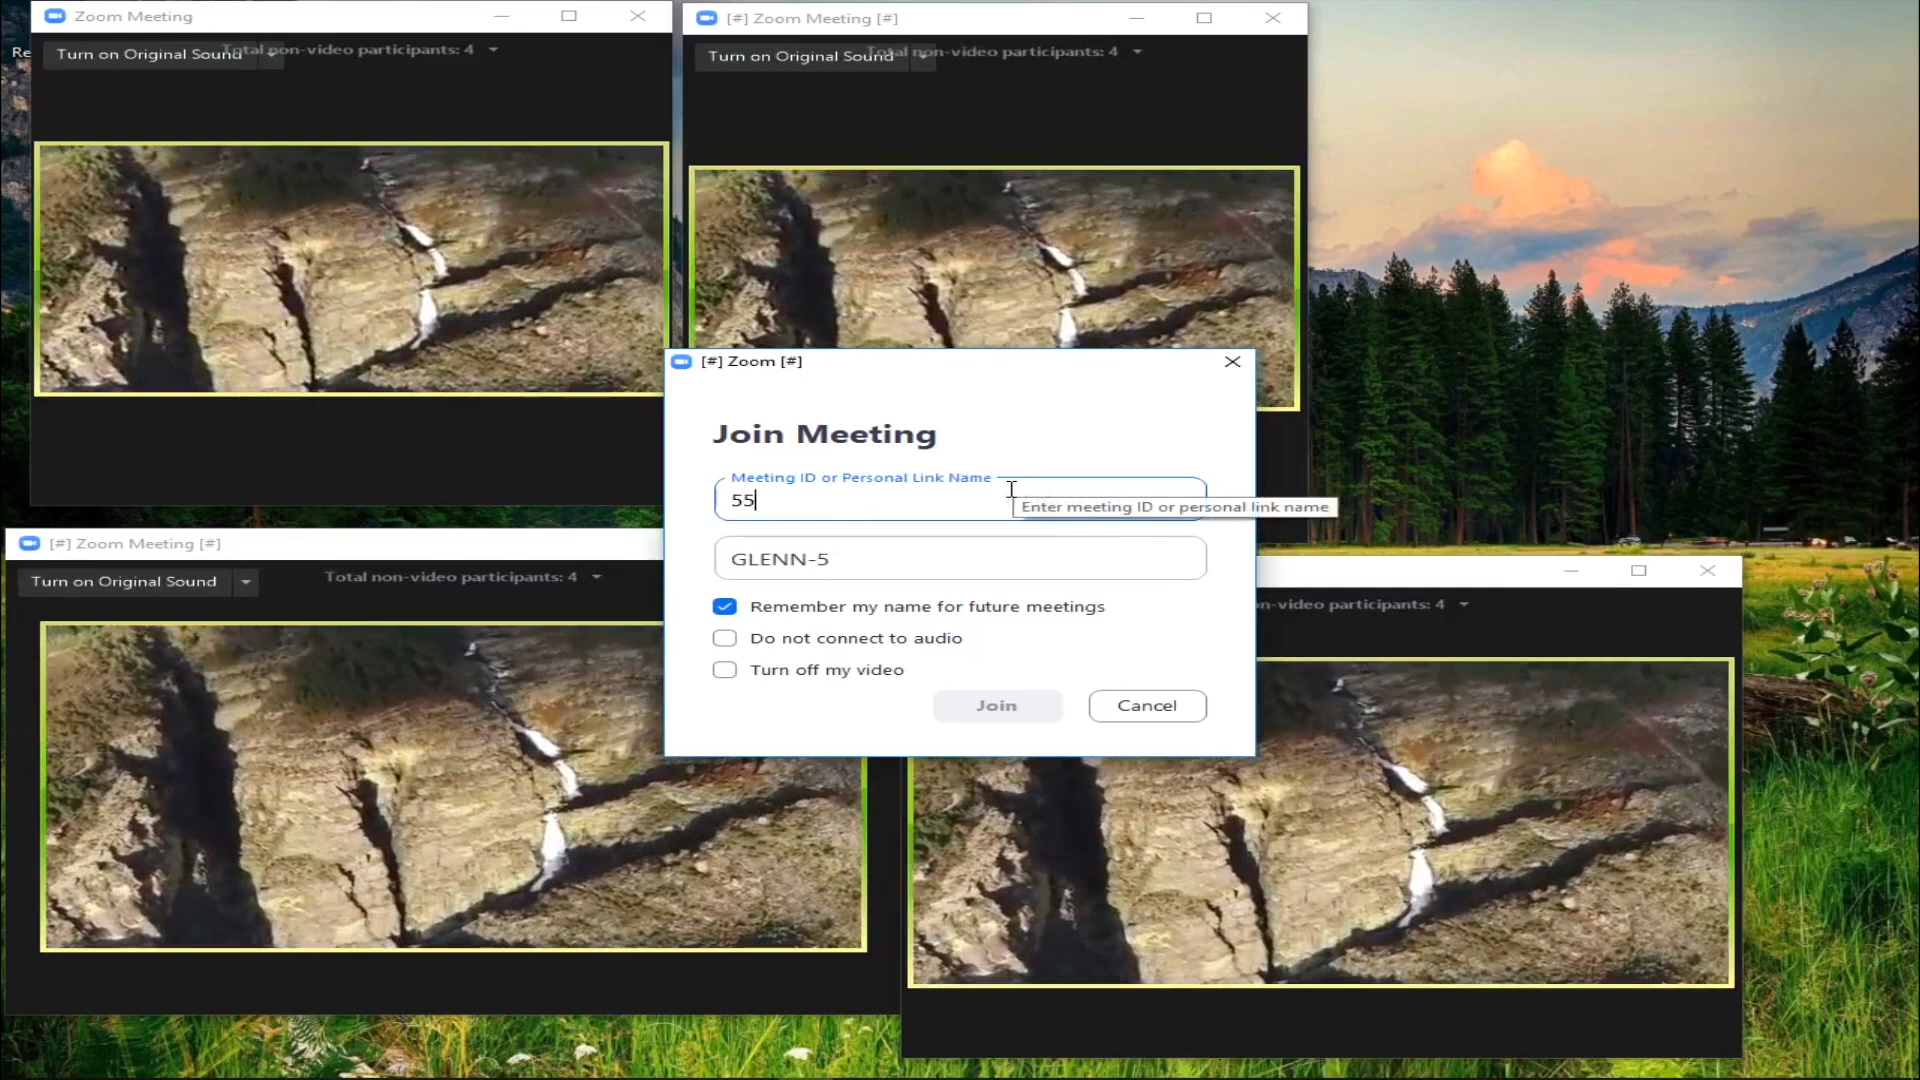 Zoom Meeting
Re
Turn on Original Sound
Total non-video participants: 4
[#] Zoom Meeting [#]
Turn on Original Sound
Total non-video participants: 4
[#] Zoom [#]
Join Meeting
Meeting ID or Personal Link Name
55
Enter meeting ID or personal link name
GLENN-5
Remember my name for future meetings
Do not connect to audio
Turn off my video
Join
Cancel
[#] Zoom Meeting [#]
Turn on Original Sound
Total non-video participants: 4
n-video participants: 4